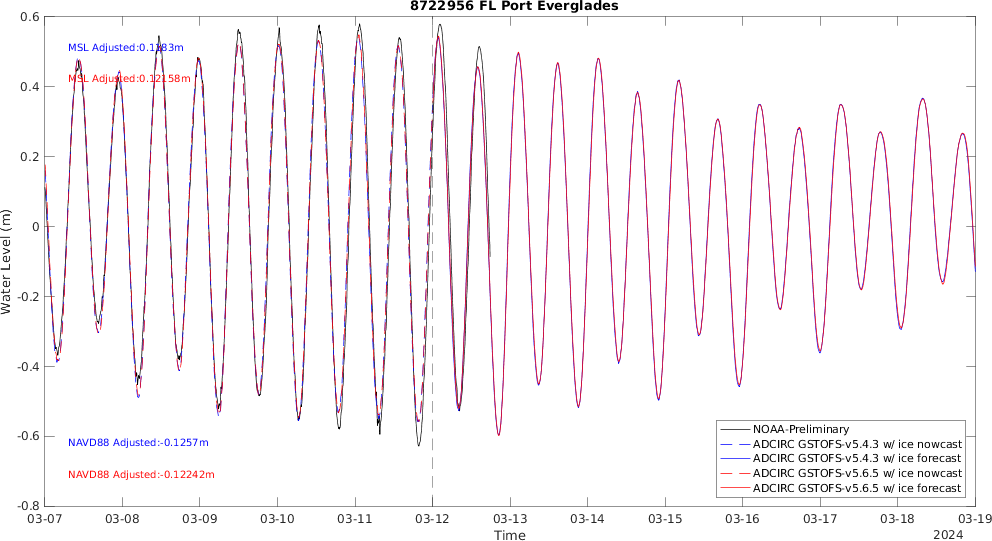 8722956 FL Port Everglades
0.6
0.4
0.2
0
-0.2
-0.4
-0.6
-0.8
Water Level (m)
MSL Adjusted:0.1183m
MSL Adjusted:0.12158m
NAVD88 Adjusted:-0.1257m
NAVD88 Adjusted:-0.12242m
NOAA-Preliminary
ADCIRC GSTOFS-v5.4.3 w/ ice nowcast
ADCIRC GSTOFS-v5.4.3 w/ ice forecast
ADCIRC GSTOFS-v5.6.5 w/ ice nowcast
ADCIRC GSTOFS-v5.6.5 w/ ice forecast
03-07 03-08 03-09 03-10 03-11 03-12 03-13 03-14 03-15 03-16 03-17 03-18 03-19
Time
2024